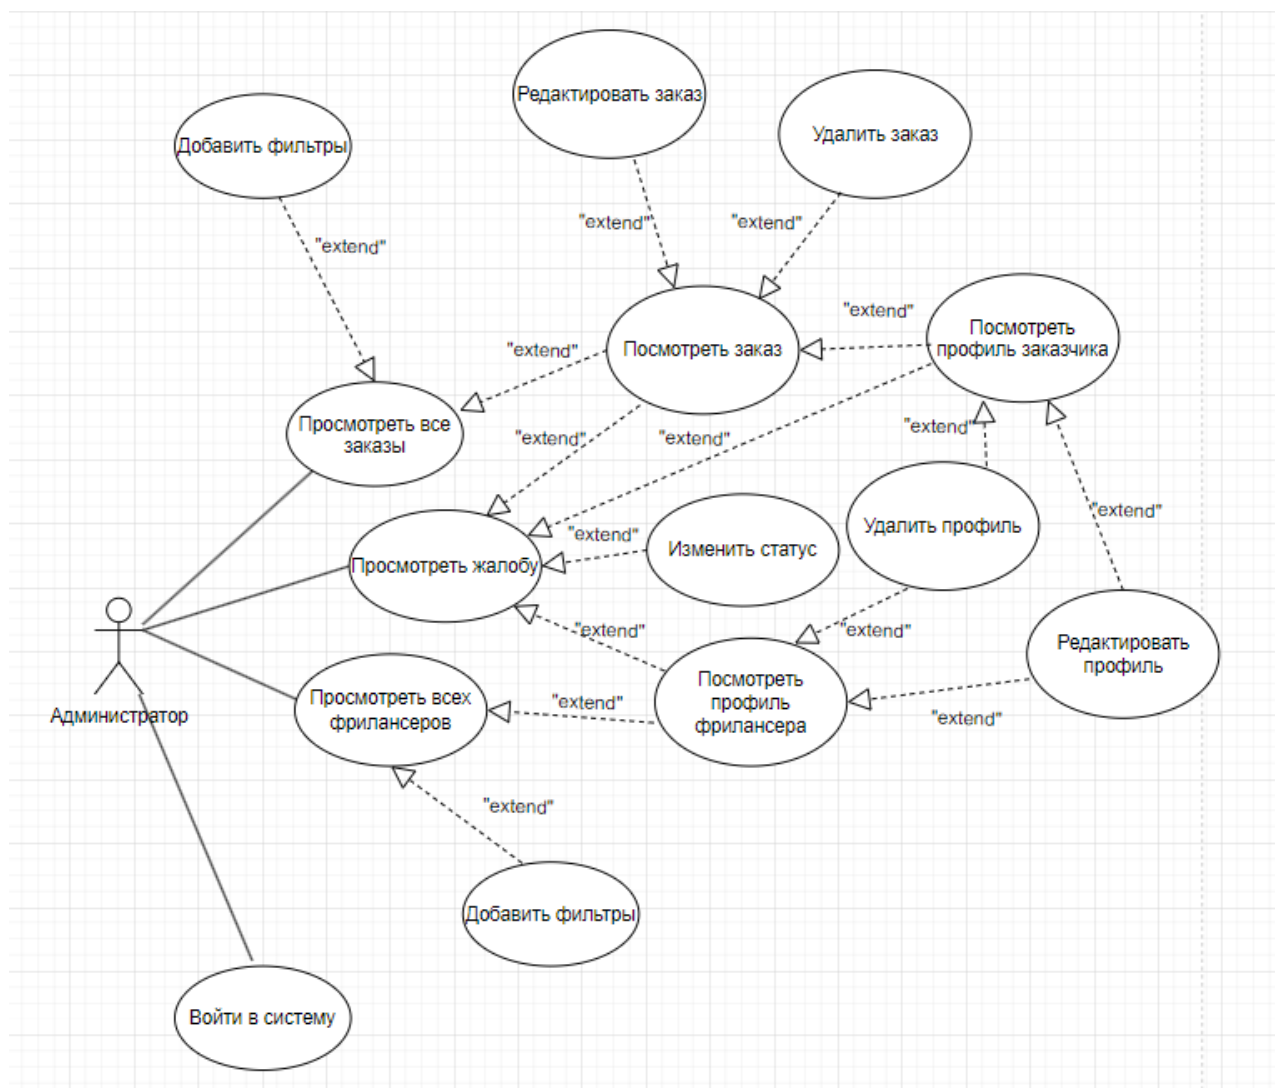 Редактировать заказ
Удалить заказ
Добавить фильтры
"extend"
"extend"
"extend"
"extend"
Посмотреть
профиль заказчика
Посмотреть заказ
"extend"
Просмотреть все
заказы
"extend"
"extend"
"extend"
"extend"
Удалить профиль
"extend"
Изменить статус
Просмотреть жалобу
"extend"
"extend"
Редактировать
профиль
Посмотреть
профиль
фрилансера
Просмотреть всех
фрилансеров
"extend"
"extend"
Администратор
"extend"
Добавить фильтры
Войти в систему